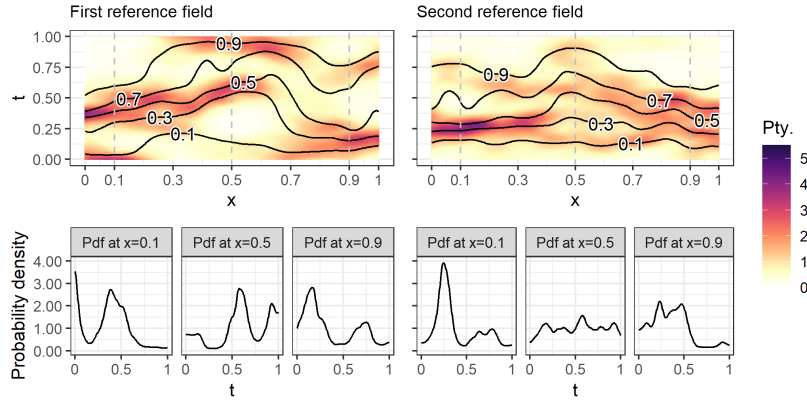 First reference field
Second reference field
1.00
0.75
0.50
0.25
0.00
t
0.9
0.7
0.5
0.3
0.1
0.9
0.7
0.5
0.3
0.1
0 0.1 0.3 0.5 0.7 0.9 1
0 0.1 0.3 0.5 0.7 0.9 1
x
x
Pty.
5
4
3
2
1
0
Pdf at x=0.1 Pdf at x=0.5 Pdf at x=0.9
Pdf at x=0.1 Pdf at x=0.5 Pdf at x=0.9
Probability density
4.00
3.00
2.00
1.00
0.00
0 0.5 1 0 0.5 1 0 0.5 1
0 0.5 1 0 0.5 1 0 0.5 1
t
t